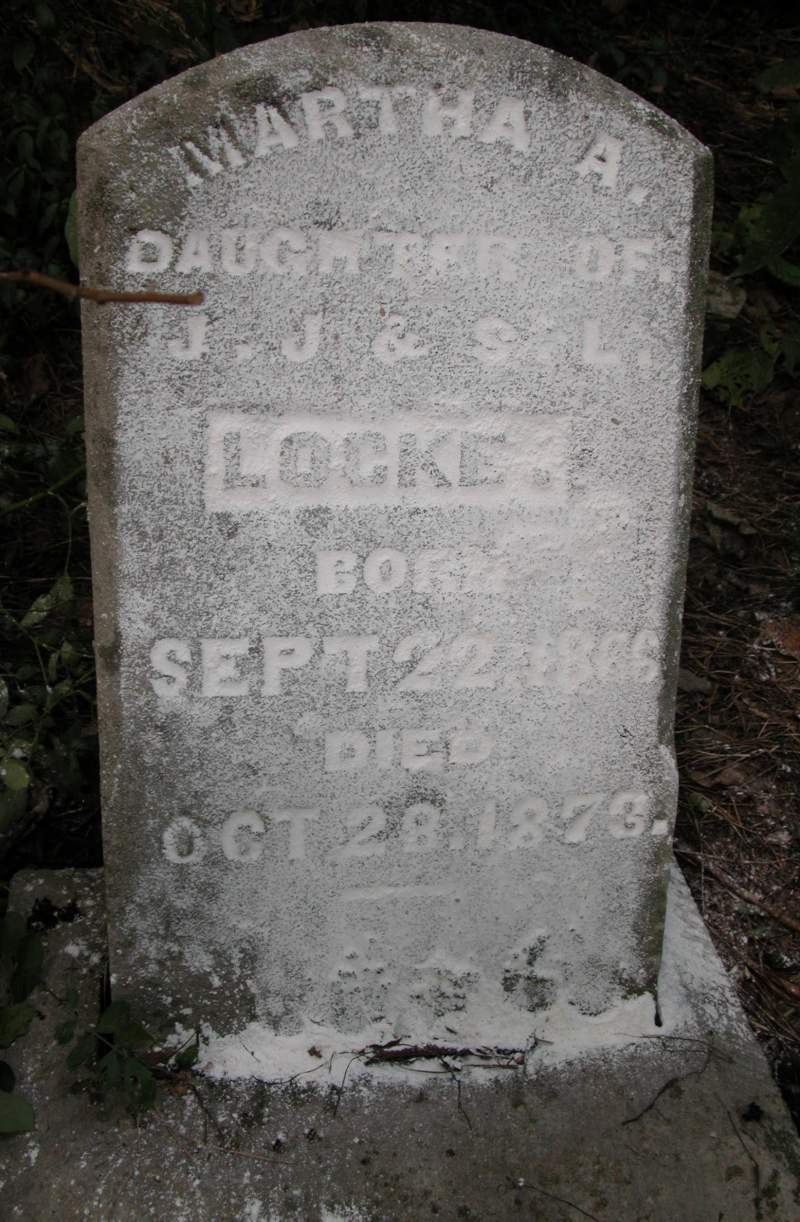 MARTHA A.
DAUGHTER OF.
J. J & S. L.
LOCKE.
BORN
SEPT 22.
DIED
OCT 28. 1873.